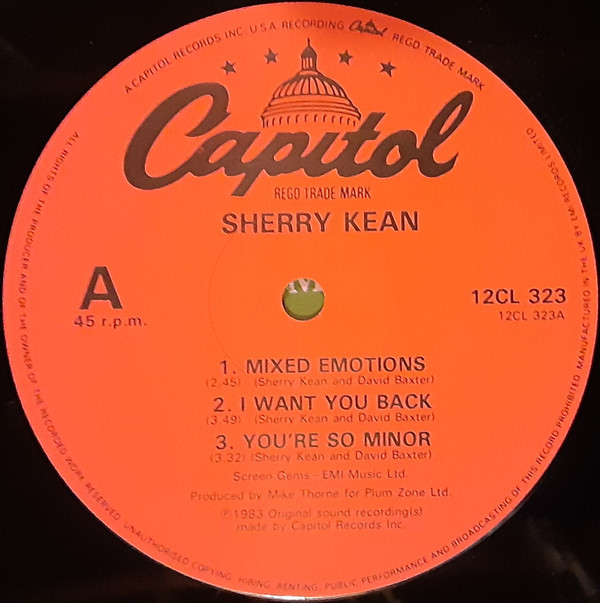 A CAPITOL RECORDS INC. U.S.A. RECORDING Capitol REGD TRADE MARK
Capitol
REGD TRADE MARK
SHERRY KEAN
A
45 r.p.m.
12CL 323
12CL 323A
1. MIXED EMOTIONS
(2.45) (Sherry Kean and David Baxter)
2. I WANT YOU BACK
(3.49) (Sherry Kean and David Baxter)
3. YOU'RE SO MINOR
(3.32) (Sherry Kean and David Baxter)
Screen Gems-EMI Music Ltd.
Produced by Mike Thorne for Plum Zone Ltd.
℗1983 Original sound recording(s)
made by Capitol Records Inc.
ALL RIGHTS OF THE PRODUCER AND OF THE OWNER OF THE RECORDED WORK RESERVED. UNAUTHORISED COPYING, HIRING, RENTING, PUBLIC PERFORMANCE AND BROADCASTING OF THIS RECORD PROHIBITED. MANUFACTURED IN THE UK BY EMI RECORDS LIMITED